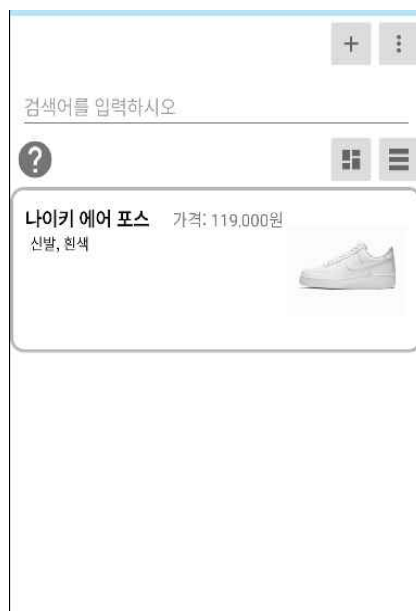 검색어를 입력하시오
나이키 에어 포스 가격: 119,000원
신발, 흰색